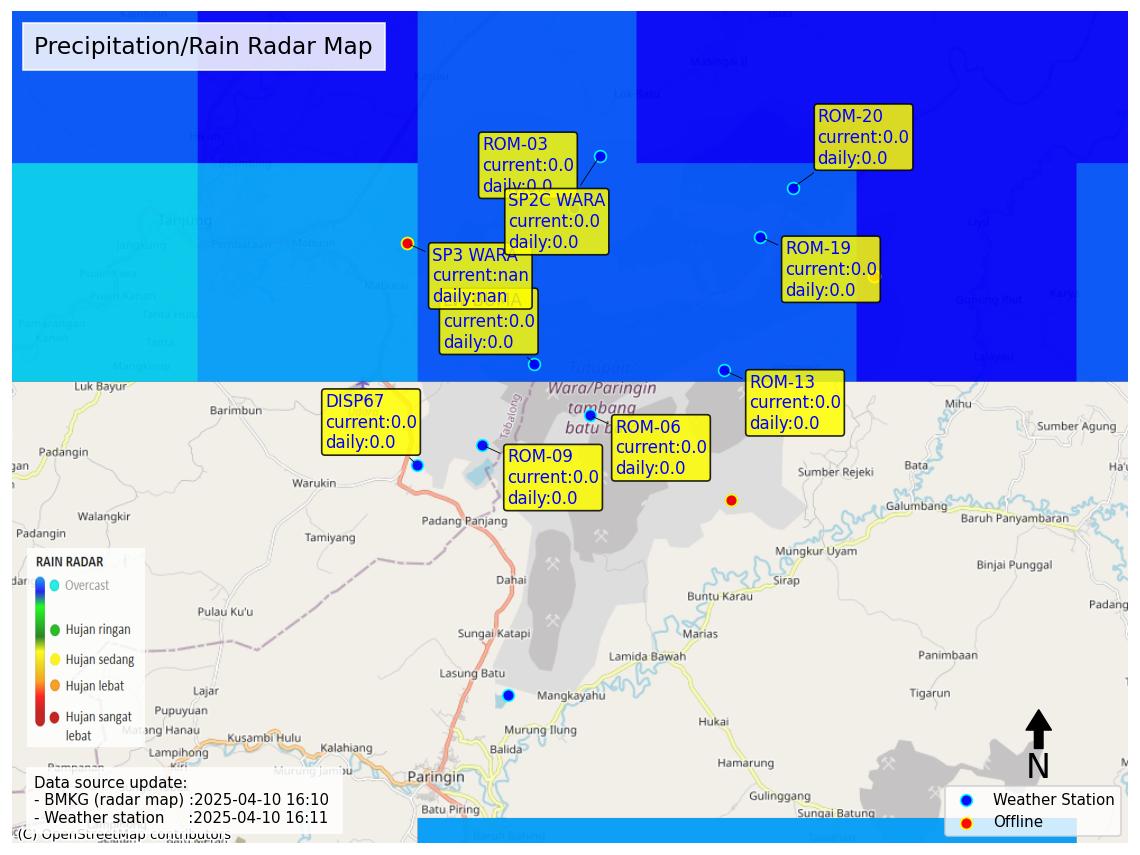 Precipitation/Rain Radar Map
ROM-20
current:0.0
daily:0.0
ROM-03
current:0.0
daily:0.0
SP2C WARA
current:0.0
daily:0.0
ROM-19
current:0.0
daily:0.0
SP3 WARA
current:nan
daily:nan
current:0.0
daily:0.0
Tanjung
Wara/Paringin
tambang
batu
ROM-13
current:0.0
daily:0.0
DISP67
current:0.0
daily:0.0
ROM-06
current:0.0
daily:0.0
ROM-09
current:0.0
daily:0.0
Tabalong
Luk Bayur
Barimbun
Mihu
Sumber Agung
Padangin
Bata
Sumber Rejeki
Warukin
Galumbang
Baruh Panyambaran
Walangkir
Padang Panjang
Padangin
Tamiyang
Mungkur Uyam
Binjai Punggal
Dahai
Sirap
Buntu Karau
Padang
Pulau Ku'u
Sungai Katapi
Marias
Lamida Bawah
Panimbaan
Lasung Batu
Lajar
Mangkayahu
Tigarun
Pupuyuan
Matang Hanau
Hukai
Murung Ilung
Kusambi Hulu
Kalahiang
Balida
Lampihong
Hamarung
Murung Jambu
Paringin
Gulinggang
Batu Piring
Sungai Batung
RAIN RADAR
Overcast
Hujan ringan
Hujan sedang
Hujan lebat
Hujan sangat
lebat
Data source update:
- BMKG (radar map) :2025-04-10 16:10
- Weather station :2025-04-10 16:11
(C) OpenStreetMap contributors
N
Weather Station
Offline